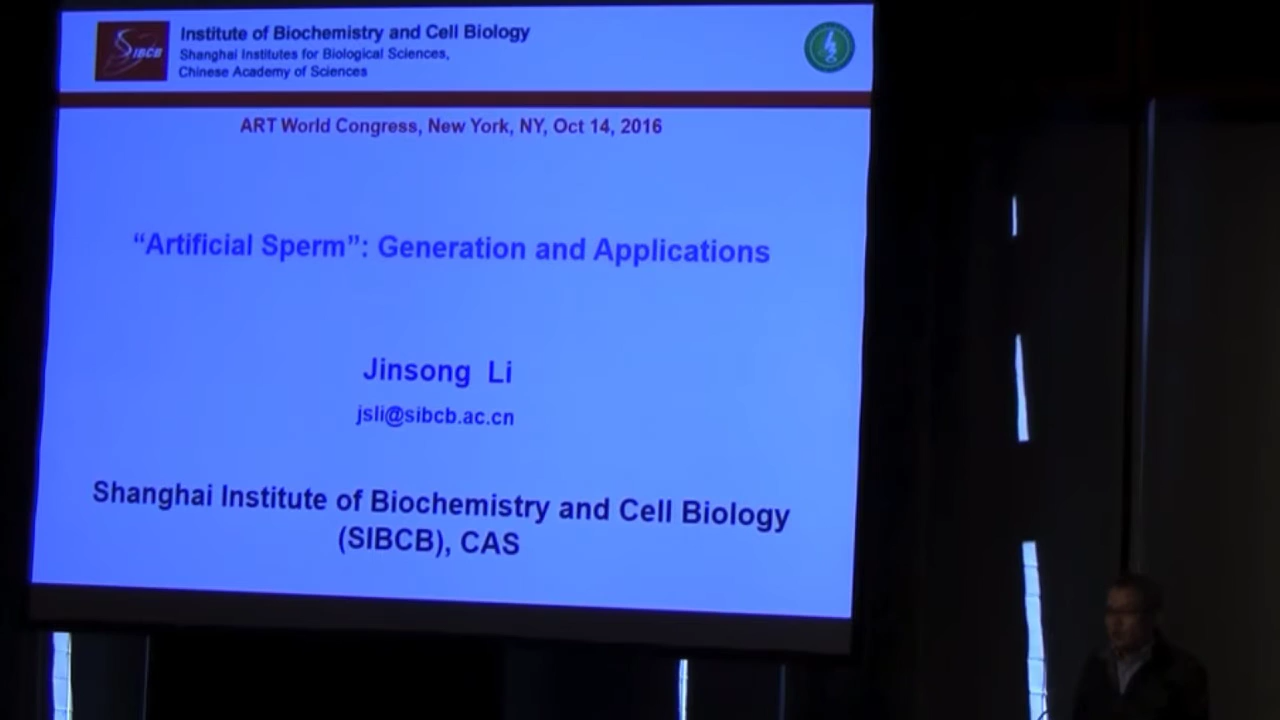 SIBCB
Institute of Biochemistry and Cell Biology
Shanghai Institutes for Biological Sciences,
Chinese Academy of Sciences
ART World Congress, New York, NY, Oct 14, 2016
“Artificial Sperm”: Generation and Applications
Jinsong Li
jsli@sibcb.ac.cn
Shanghai Institute of Biochemistry and Cell Biology
(SIBCB), CAS